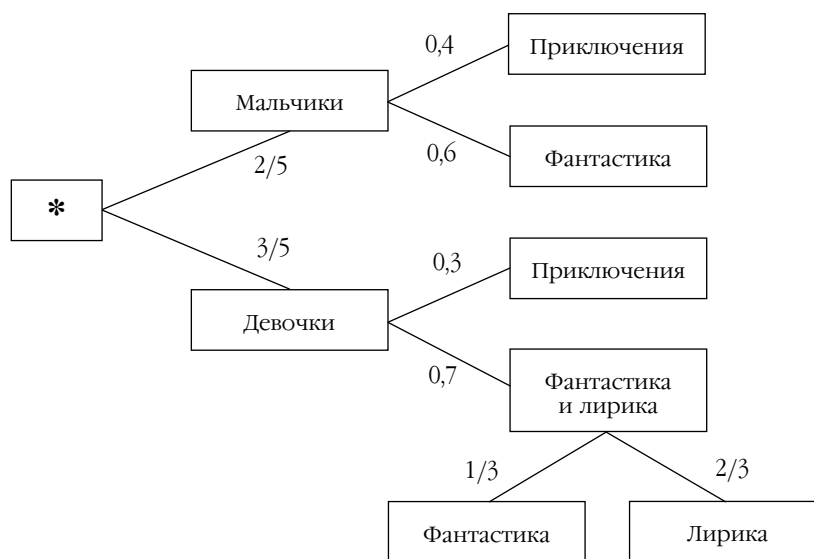 0,4
Приключения
Мальчики
0,6
Фантастика
2/5
*
3/5
0,3
Приключения
Девочки
0,7
Фантастика
и лирика
1/3
2/3
Фантастика
Лирика